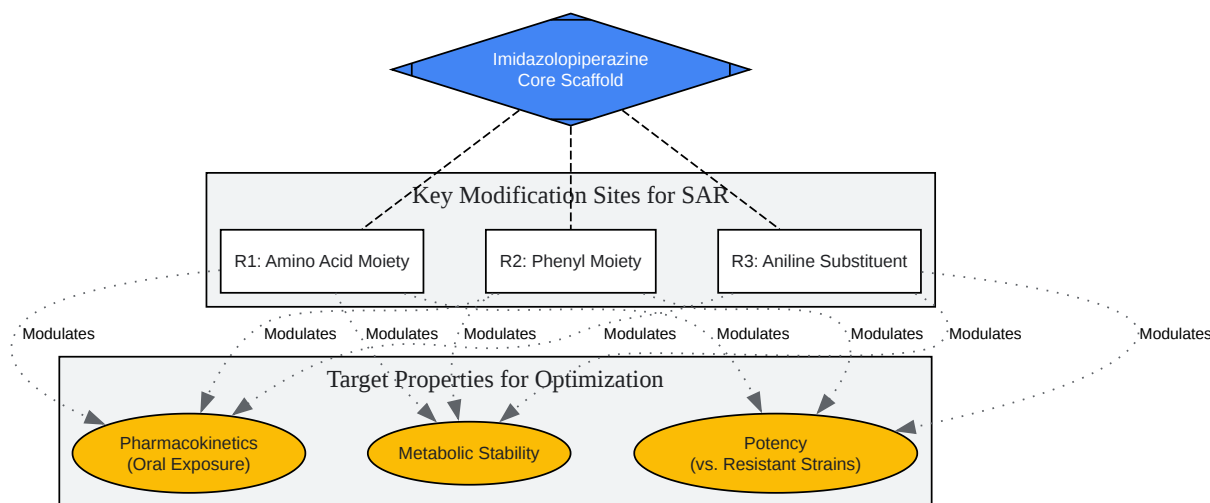 Imidazolopiperazine
Core Scaffold
Key Modification Sites for SAR
R1: Amino Acid Moiety
R2: Phenyl Moiety
R3: Aniline Substituent
Modulates
Modulates
Modulates
Modulates
Modulates
Modulates
Modulates
Modulates
Target Properties for Optimization
Pharmacokinetics
(Oral Exposure)
Metabolic Stability
Potency
(vs. Resistant Strains)